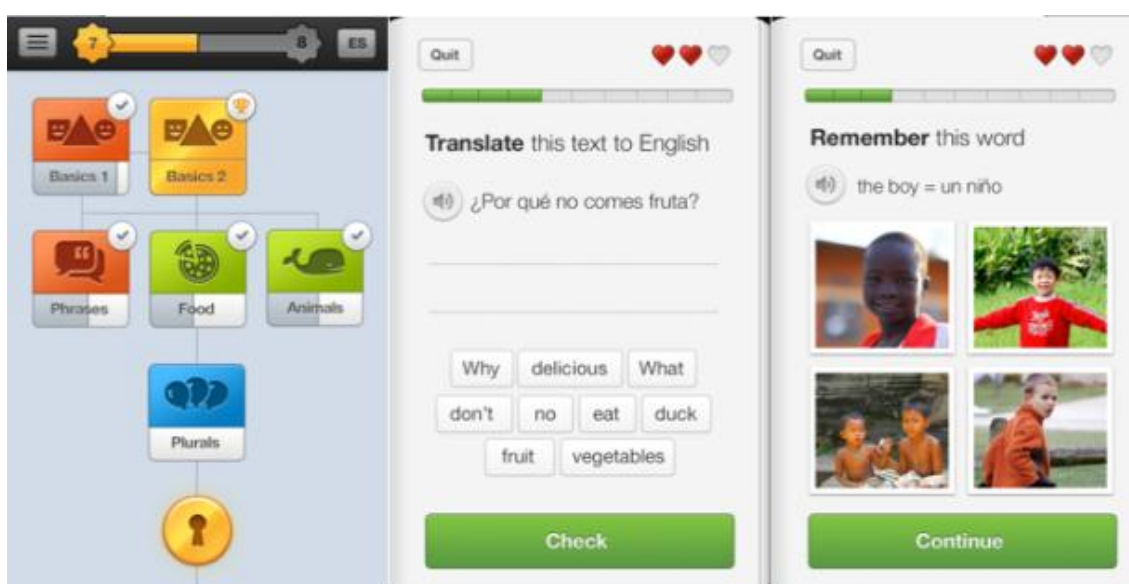 7 8 ES
Basics 1 Basics 2
Phrases Food Animals
Plurals
Quit
Translate this text to English
¿Por qué no comes fruta?
Why delicious What
don't no eat duck
fruit vegetables
Check
Quit
Remember this word
the boy = un niño
Continue